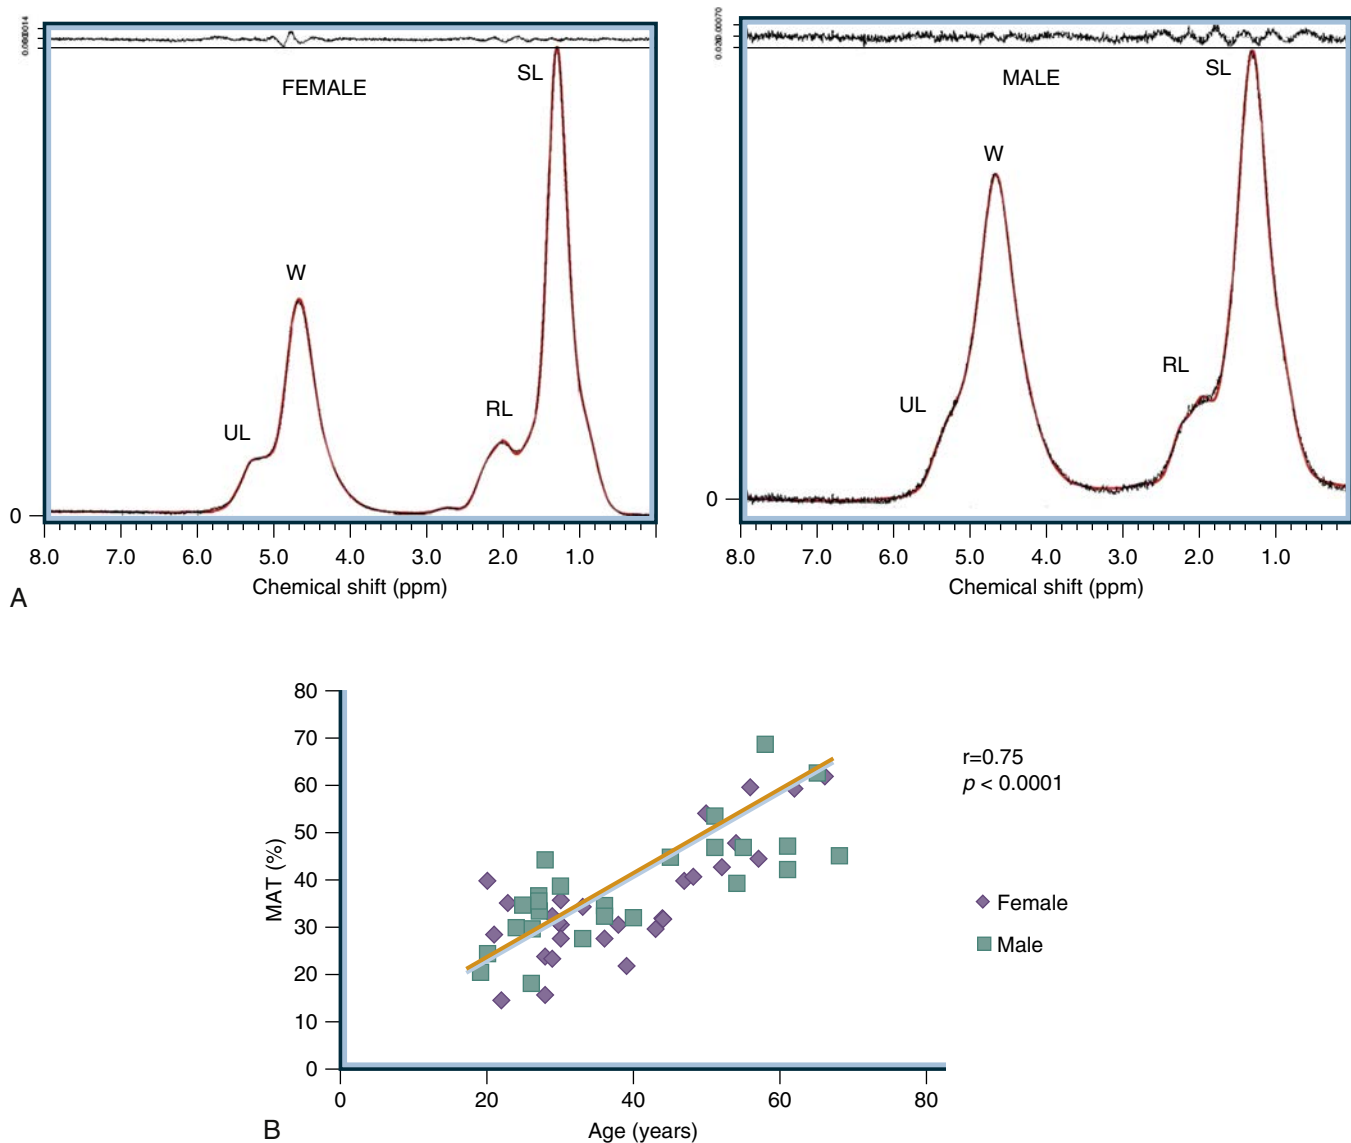 FEMALE
SL
W
RL
UL
0
8.0 7.0 6.0 5.0 4.0 3.0 2.0 1.0
Chemical shift (ppm)
A
MALE
SL
W
RL
UL
0
8.0 7.0 6.0 5.0 4.0 3.0 2.0 1.0
Chemical shift (ppm)
80
70
60
50
40
30
20
10
0
MAT (%)
0 20 40 60 80
Age (years)
B
r=0.75
p < 0.0001
Female
Male